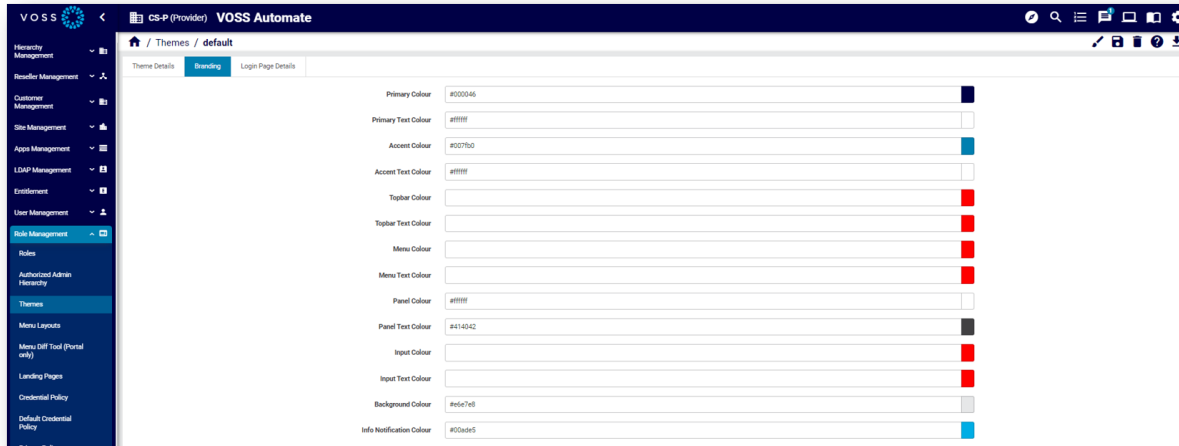 VOSS
CS-P (Provider) VOSS Automate
Themes / default
Theme Details Branding Login Page Details
Hierarchy
Management
Reseller Management
Customer
Management
Site Management
Apps Management
LDAP Management
Entitlement
User Management
Role Management
Roles
Authorized Admin
Hierarchy
Themes
Menu Layouts
Menu Diff Tool (Portal
only)
Landing Pages
Credential Policy
Default Credential
Policy
Primary Colour #000046
Primary Text Colour #ffffff
Accent Colour #007fb0
Accent Text Colour #ffffff
Topbar Colour
Topbar Text Colour
Menu Colour
Menu Text Colour
Panel Colour #ffffff
Panel Text Colour #414042
Input Colour
Input Text Colour
Background Colour #e6e7e8
Info Notification Colour #00ade5